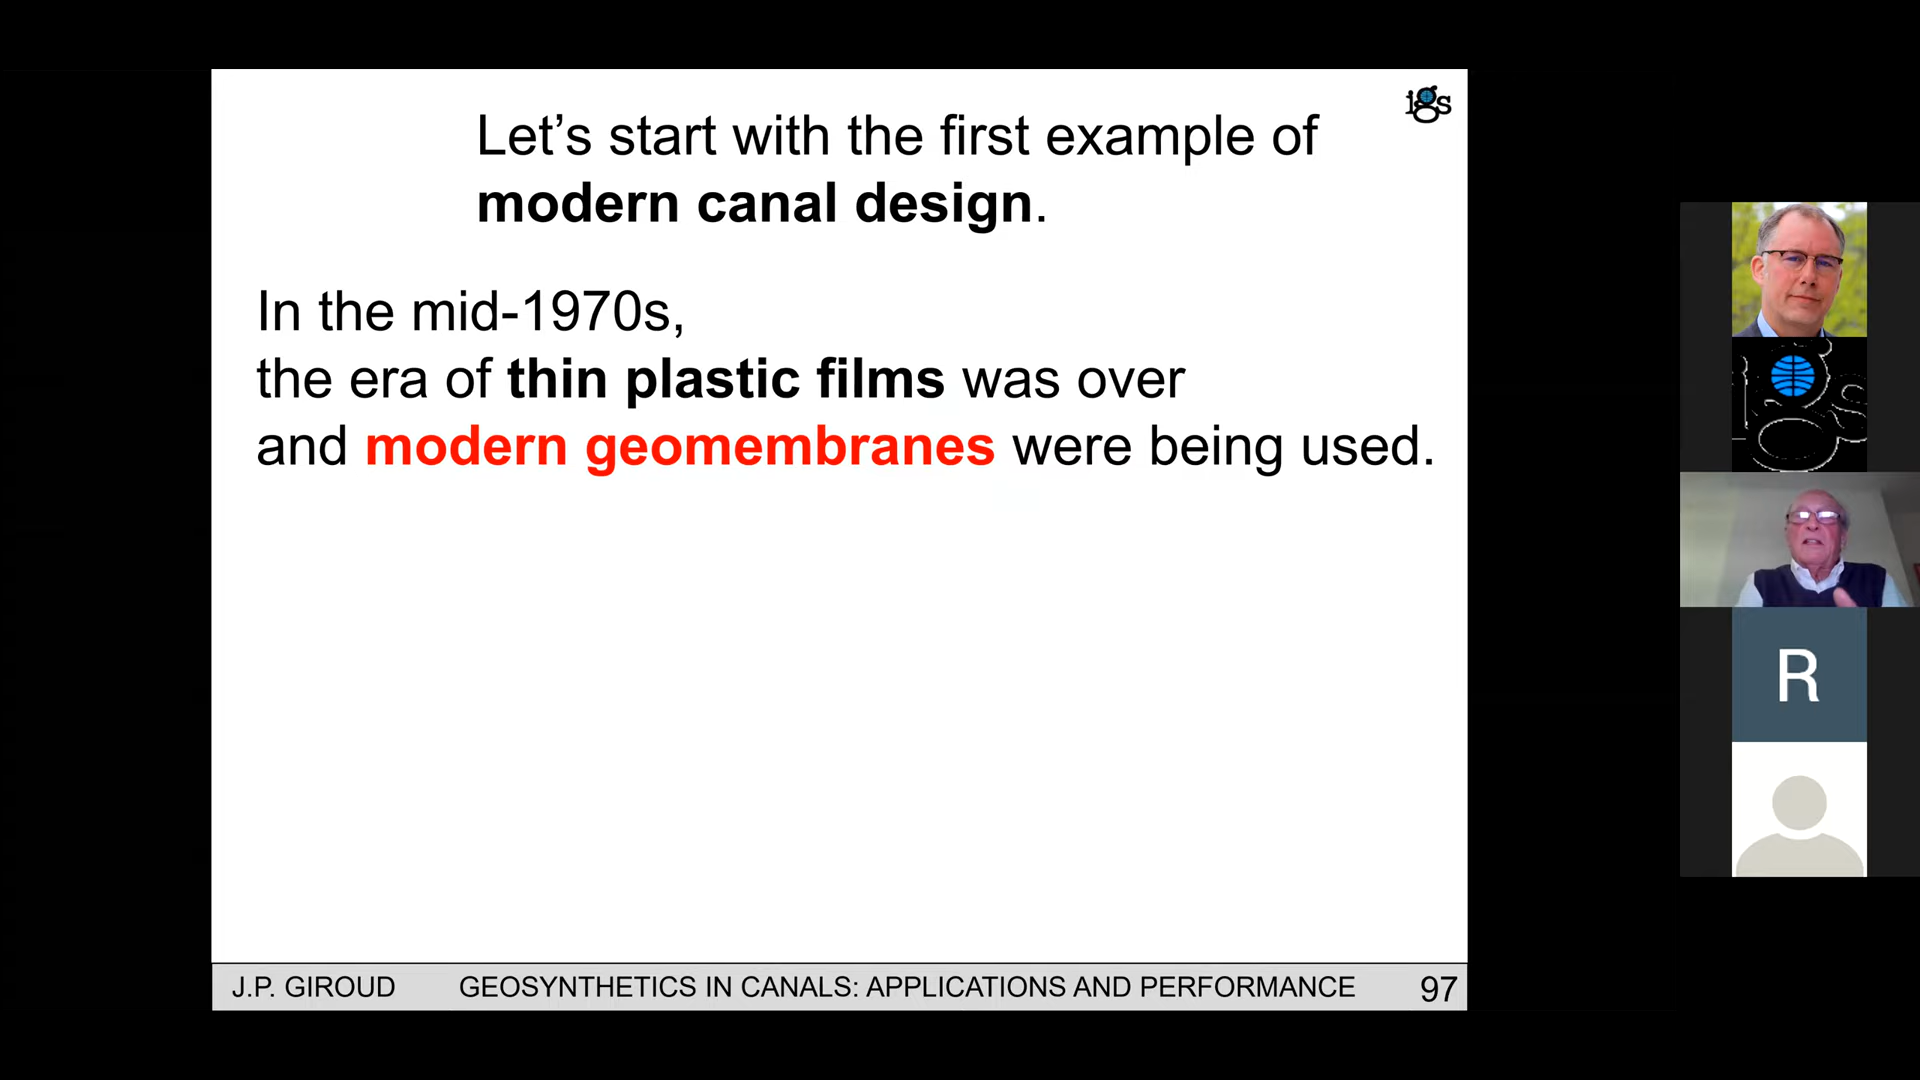 igs
Let’s start with the first example of
modern canal design.
In the mid-1970s,
the era of thin plastic films was over
and modern geomembranes were being used.
J.P. GIROUD GEOSYNTHETICS IN CANALS: APPLICATIONS AND PERFORMANCE 97
igs
R